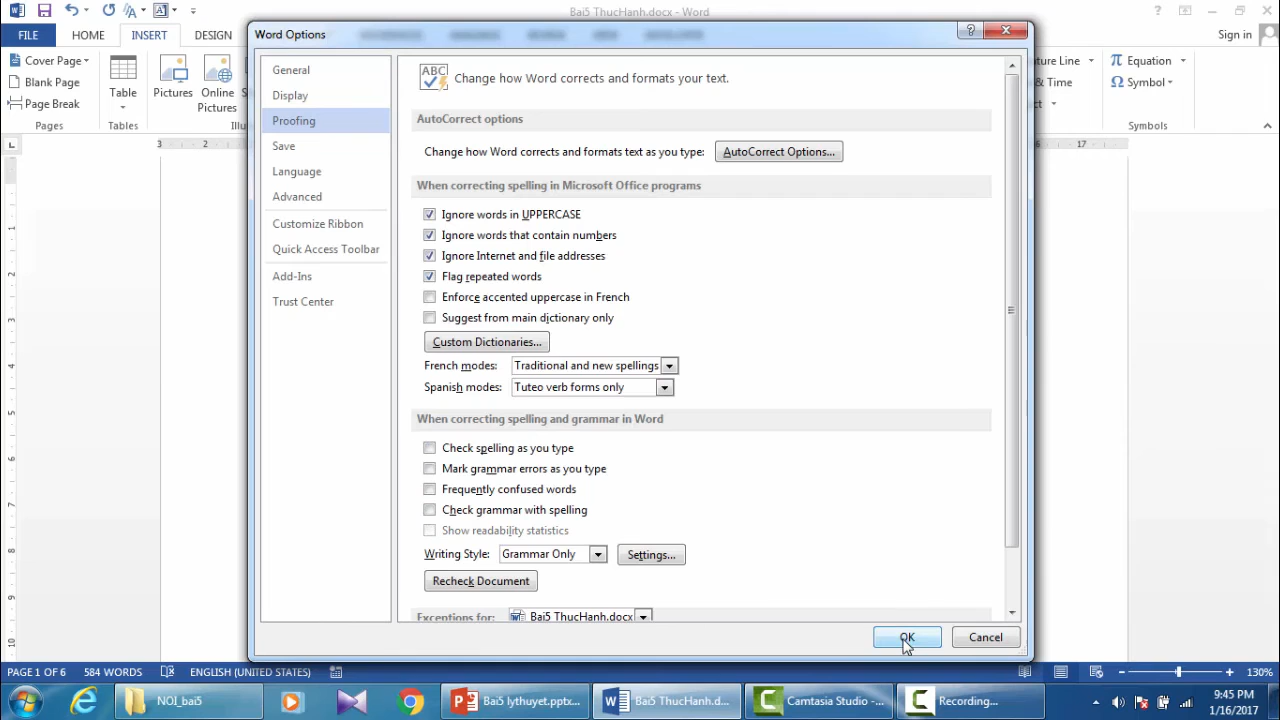 Bai5 ThucHanh.docx - Word
FILE HOME INSERT DESIGN
Sign in
Cover Page
Blank Page
Page Break
Pages
Table
Tables
Pictures
Online Pictures
Equation
Symbol
Symbols
Word Options
General
Display
Proofing
Save
Language
Advanced
Customize Ribbon
Quick Access Toolbar
Add-Ins
Trust Center
ABC
Change how Word corrects and formats your text.
AutoCorrect options
Change how Word corrects and formats text as you type: AutoCorrect Options...
When correcting spelling in Microsoft Office programs
Ignore words in UPPERCASE
Ignore words that contain numbers
Ignore Internet and file addresses
Flag repeated words
Enforce accented uppercase in French
Suggest from main dictionary only
Custom Dictionaries...
French modes: Traditional and new spellings
Spanish modes: Tuteo verb forms only
When correcting spelling and grammar in Word
Check spelling as you type
Mark grammar errors as you type
Frequently confused words
Check grammar with spelling
Show readability statistics
Writing Style: Grammar Only Settings...
Recheck Document
Exceptions for: Bai5 ThucHanh.docx
OK Cancel
PAGE 1 OF 6 584 WORDS ENGLISH (UNITED STATES) 130%
NOI_bai5
Bai5 lythuyet.pptx...
Bai5 ThucHanh.d...
Camtasia Studio -...
Recording...
9:45 PM
1/16/2017